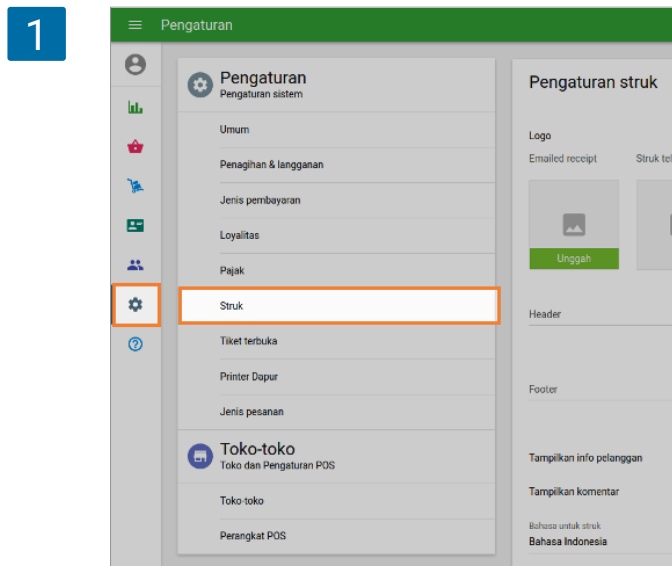 1
Pengaturan
Pengaturan
Pengaturan sistem
Umum
Penagihan & langganan
Jenis pembayaran
Loyalitas
Pajak
Struk
Tiket terbuka
Printer Dapur
Jenis pesanan
Toko-toko
Toko dan Pengaturan POS
Toko-toko
Perangkat POS
Pengaturan struk
Logo
Emailed receipt Struk
Unggah
Header
Footer
Tampilkan info pelanggan
Tampilkan komentar
Bahasa untuk struk
Bahasa Indonesia